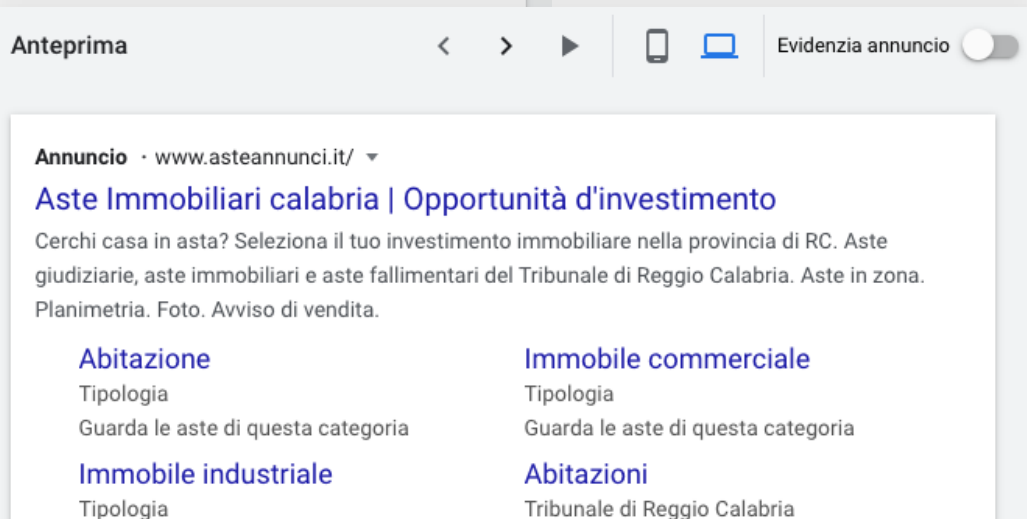 Anteprima
Evidenzia annuncio
Annuncio · www.asteannunci.it/
Aste Immobiliari calabria | Opportunità d'investimento
Cerchi casa in asta? Seleziona il tuo investimento immobiliare nella provincia di RC. Aste
giudiziarie, aste immobiliari e aste fallimentari del Tribunale di Reggio Calabria. Aste in zona.
Planimetria. Foto. Avviso di vendita.
Abitazione
Tipologia
Guarda le aste di questa categoria
Immobile commerciale
Tipologia
Guarda le aste di questa categoria
Immobile industriale
Tipologia
Abitazioni
Tribunale di Reggio Calabria